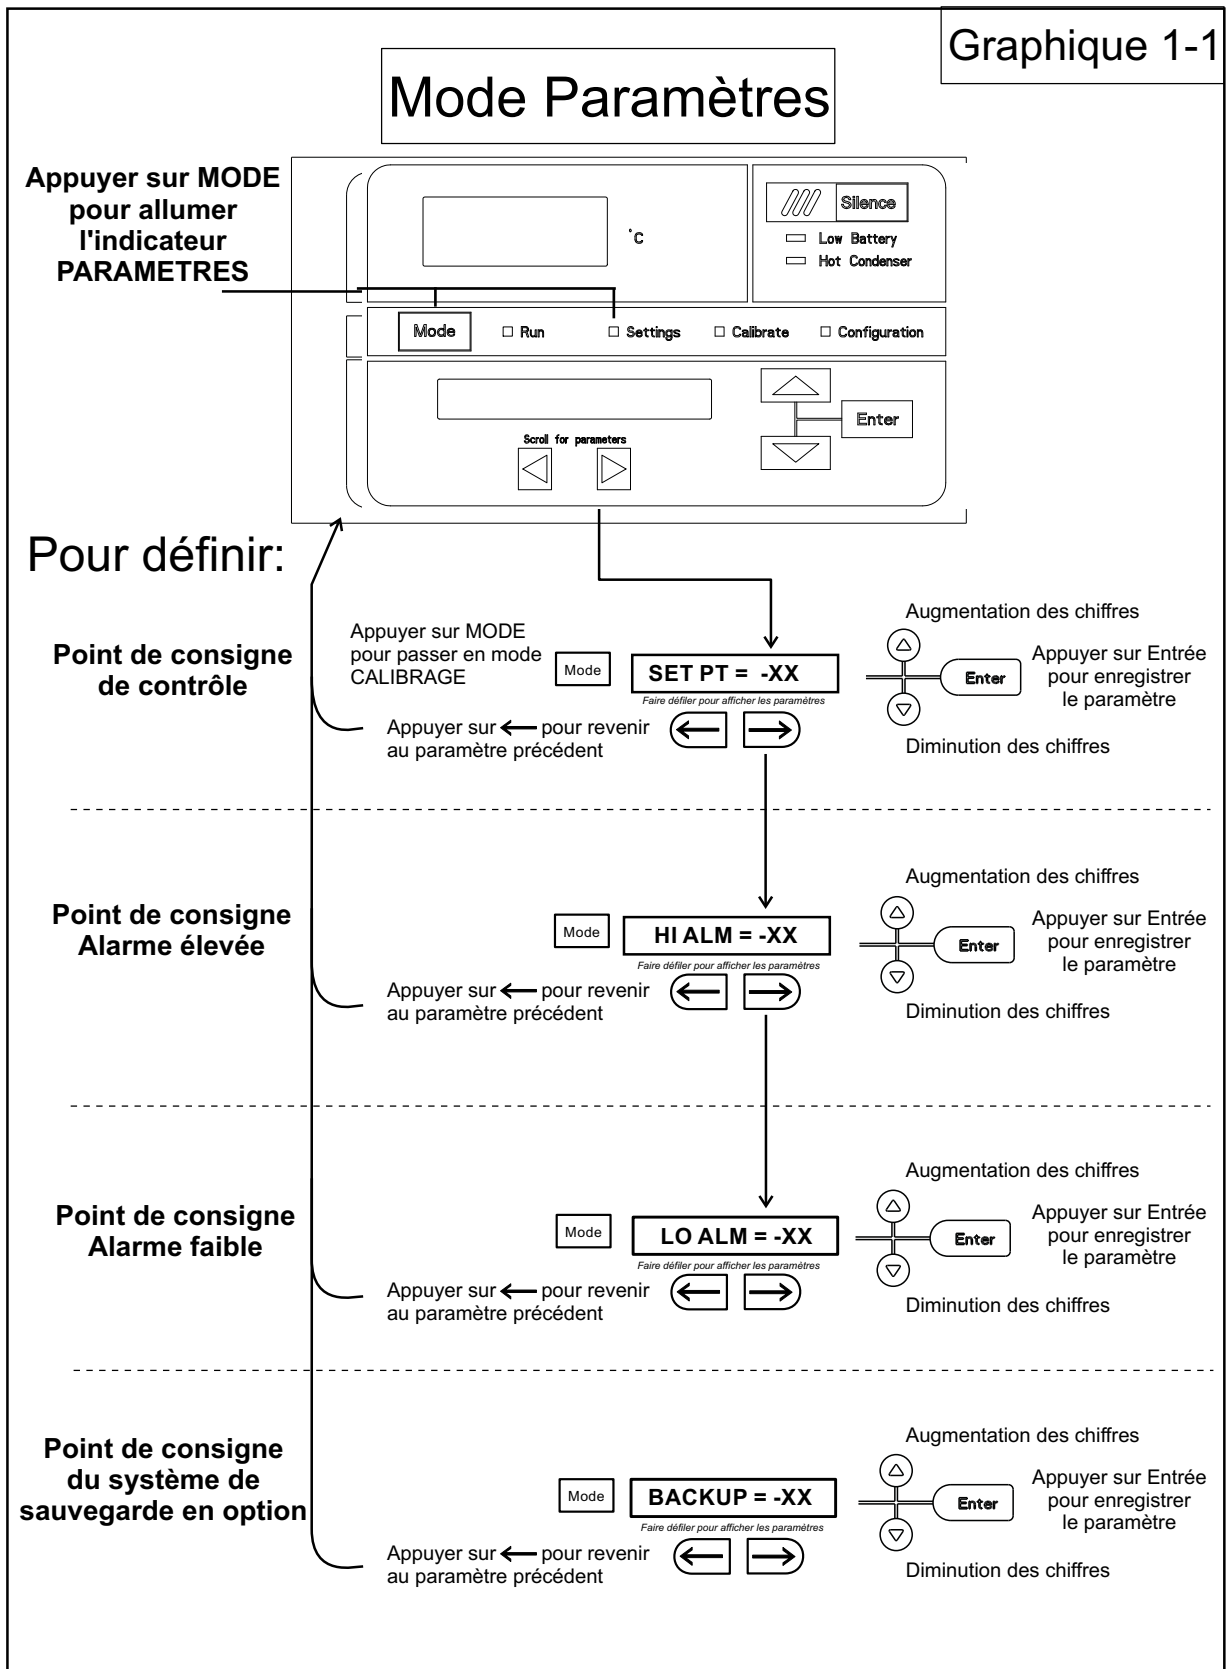 Graphique 1-1
Mode Paramètres
Appuyer sur MODE
pour allumer
l'indicateur
PARAMETRES
°C
Silence
Low Battery
Hot Condenser
Mode
Run
Settings
Calibrate
Configuration
Scroll for parameters
Enter
Pour définir:
Point de consigne
de contrôle
Appuyer sur MODE
pour passer en mode
CALIBRAGE
Mode
SET PT = -XX
Faire défiler pour afficher les paramètres
Appuyer sur ← pour revenir
au paramètre précédent
Augmentation des chiffres
Enter
Appuyer sur Entrée
pour enregistrer
le paramètre
Diminution des chiffres
Point de consigne
Alarme élevée
Mode
HI ALM = -XX
Faire défiler pour afficher les paramètres
Appuyer sur ← pour revenir
au paramètre précédent
Augmentation des chiffres
Enter
Appuyer sur Entrée
pour enregistrer
le paramètre
Diminution des chiffres
Point de consigne
Alarme faible
Mode
LO ALM = -XX
Faire défiler pour afficher les paramètres
Appuyer sur ← pour revenir
au paramètre précédent
Augmentation des chiffres
Enter
Appuyer sur Entrée
pour enregistrer
le paramètre
Diminution des chiffres
Point de consigne
du système de
sauvegarde en option
Mode
BACKUP = -XX
Faire défiler pour afficher les paramètres
Appuyer sur ← pour revenir
au paramètre précédent
Augmentation des chiffres
Enter
Appuyer sur Entrée
pour enregistrer
le paramètre
Diminution des chiffres